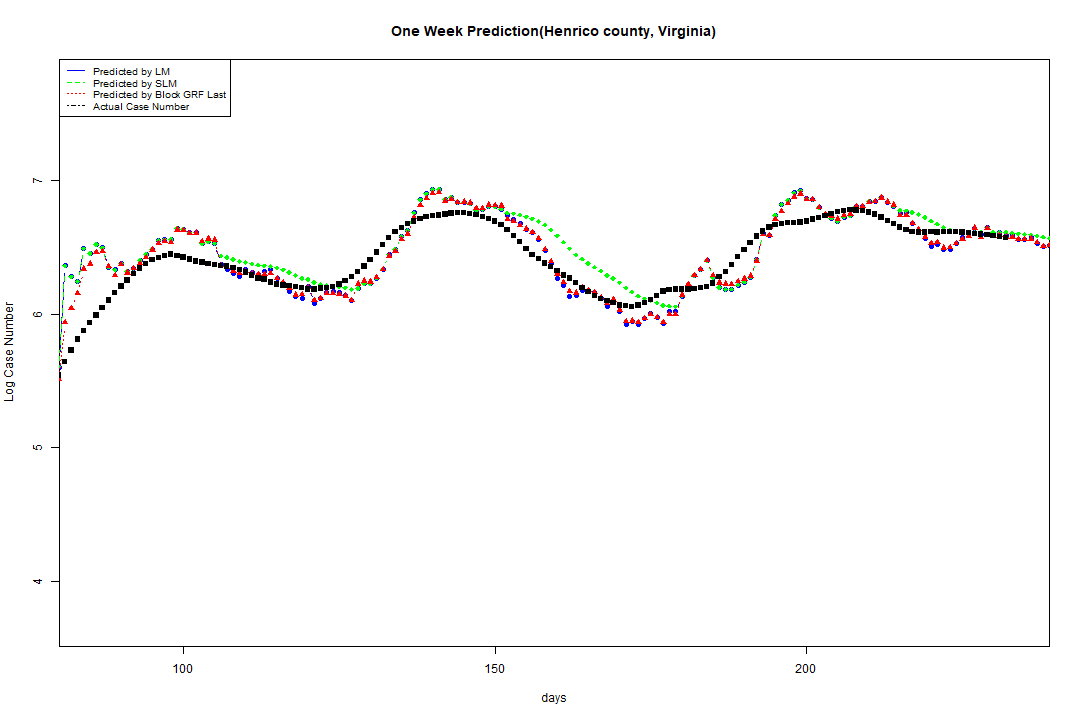 One Week Prediction(Henrico county, Virginia)
Predicted by LM
Predicted by SLM
Predicted by Block GRF Last
Actual Case Number
7
6
5
4
Log Case Number
100 150 200
days